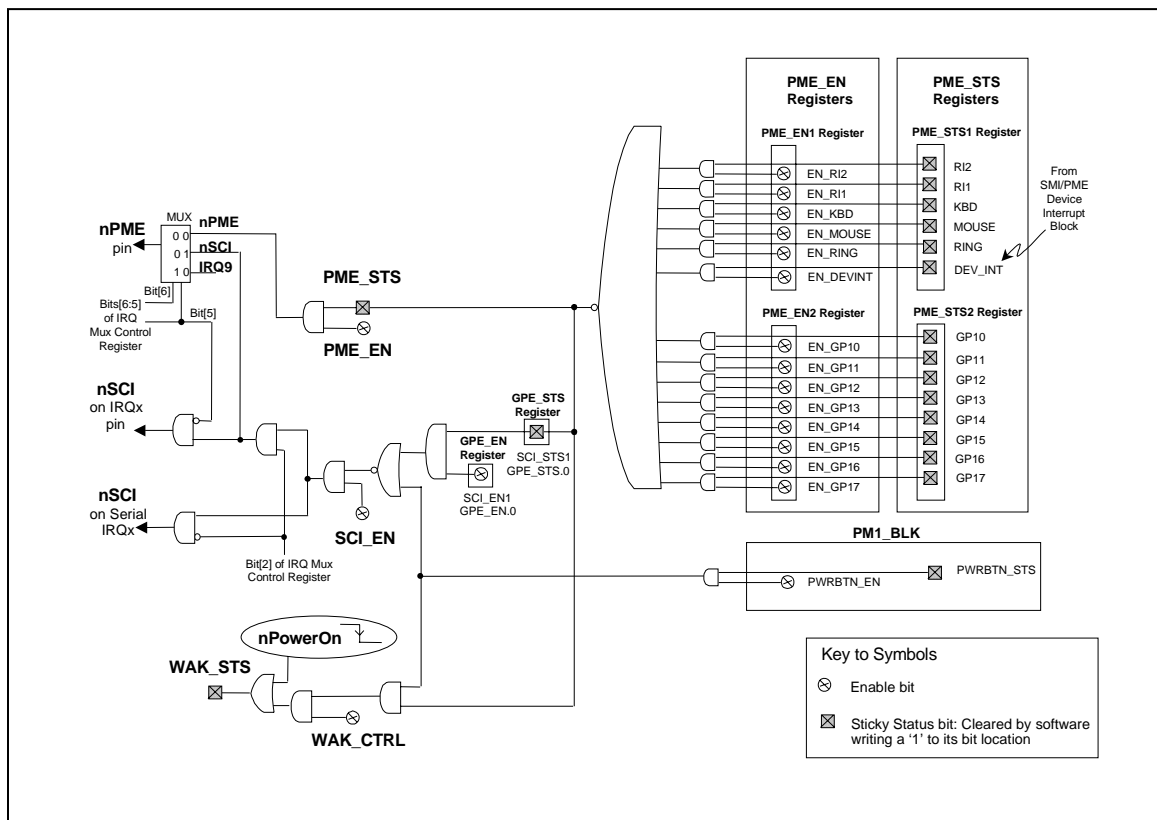 PME_EN
Registers
PME_STS
Registers
PME_EN1 Register
PME_STS1 Register
EN_RI2
EN_RI1
EN_KBD
EN_MOUSE
EN_RING
EN_DEVINT
RI2
RI1
KBD
MOUSE
RING
DEV_INT
From
SMI/PME
Device
Interrupt
Block
MUX
nPME
0 0
nSCI
0 1
IRQ9
1 0
nPME
pin
Bit[6]
Bits[6:5]
of IRQ
Mux Control
Register
Bit[5]
PME_STS
PME_EN
PME_EN2 Register
PME_STS2 Register
EN_GP10
EN_GP11
EN_GP12
EN_GP13
EN_GP14
EN_GP15
EN_GP16
EN_GP17
GP10
GP11
GP12
GP13
GP14
GP15
GP16
GP17
nSCI
on IRQx
pin
GPE_STS
Register
SCI_STS1
GPE_STS.0
GPE_EN
Register
SCI_EN1
GPE_EN.0
nSCI
on Serial
IRQx
SCI_EN
Bit[2] of IRQ Mux
Control Register
PM1_BLK
PWRBTN_EN
PWRBTN_STS
nPowerOn
WAK_STS
WAK_CTRL
Key to Symbols
Enable bit
Sticky Status bit: Cleared by software
writing a '1' to its bit location